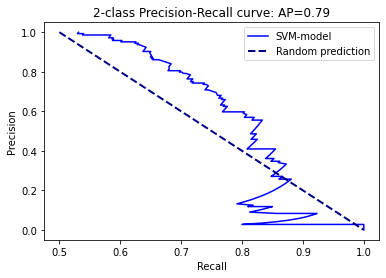 2-class Precision-Recall curve: AP=0.79
SVM-model
Random prediction
Precision
1.0
0.8
0.6
0.4
0.2
0.0
0.5
0.6
0.7
0.8
0.9
1.0
Recall